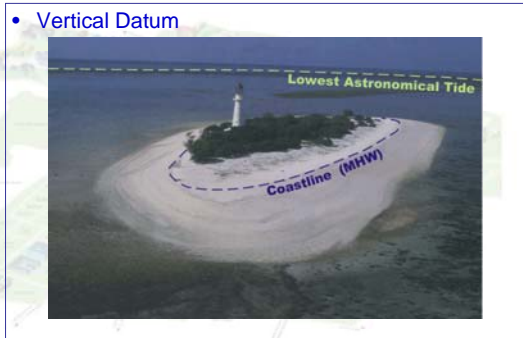 • Vertical Datum
Lowest Astronomical Tide
Coastline (MHW)